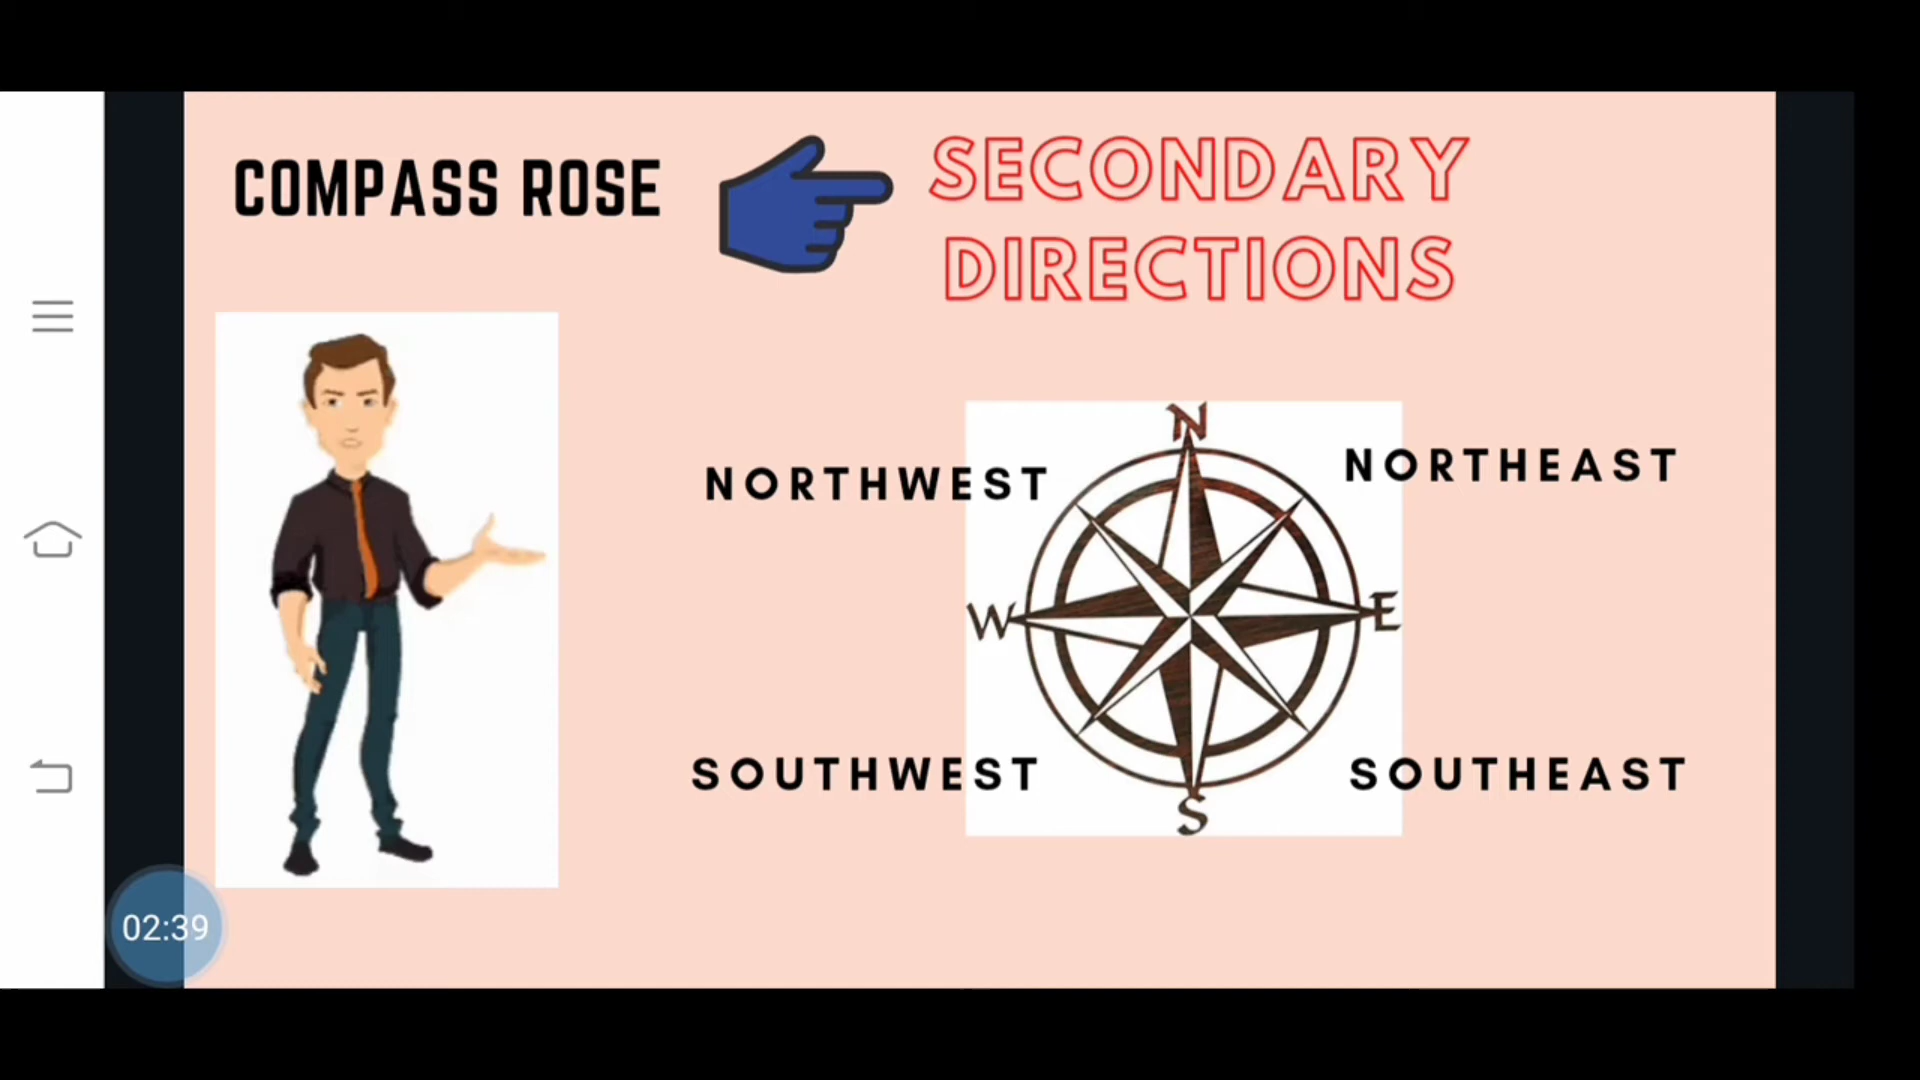 COMPASS ROSE
SECONDARY
DIRECTIONS
N
NORTHWEST
NORTHEAST
W
E
SOUTHWEST
SOUTHEAST
S
02:39